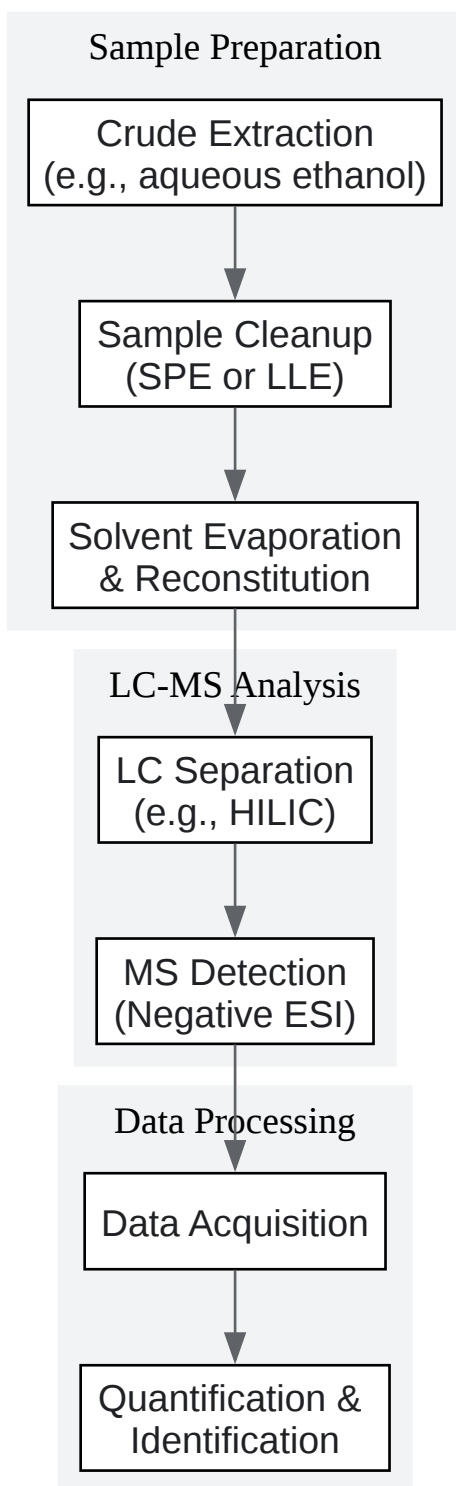 Sample Preparation
Crude Extraction
(e.g., aqueous ethanol)
Sample Cleanup
(SPE or LLE)
Solvent Evaporation
& Reconstitution
LC-MS Analysis
LC Separation
(e.g., HILIC)
MS Detection
(Negative ESI)
Data Processing
Data Acquisition
Quantification &
Identification